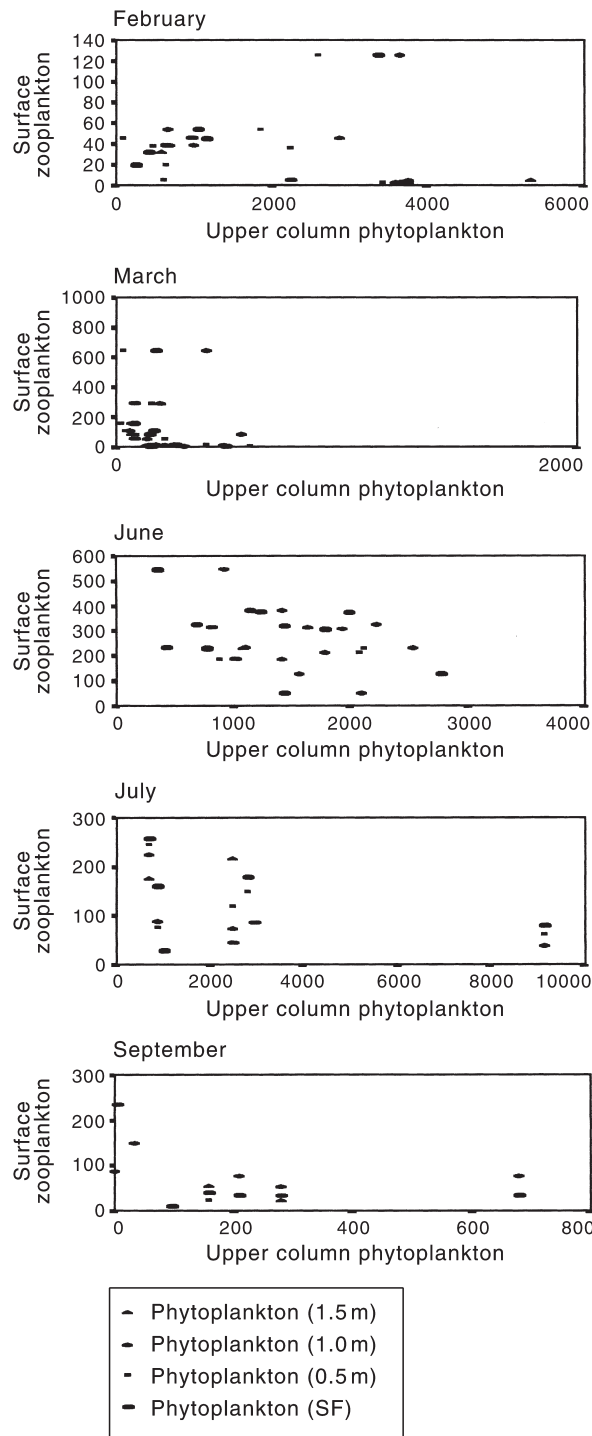 February
Surface
zooplankton
140
120
100
80
60
40
20
0
0 2000 4000 6000
Upper column phytoplankton
March
Surface
zooplankton
1000
800
600
400
200
0
0 2000
Upper column phytoplankton
June
Surface
zooplankton
600
500
400
300
200
100
0
0 1000 2000 3000 4000
Upper column phytoplankton
July
Surface
zooplankton
300
200
100
0
0 2000 4000 6000 8000 10000
Upper column phytoplankton
September
Surface
zooplankton
300
200
100
0
0 200 400 600 800
Upper column phytoplankton
Phytoplankton (1.5 m)
Phytoplankton (1.0 m)
Phytoplankton (0.5 m)
Phytoplankton (SF)